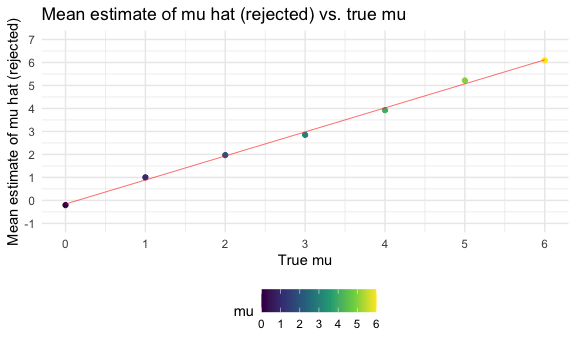 Mean estimate of mu hat (rejected) vs. true mu
Mean estimate of mu hat (rejected)
7
6
5
4
3
2
1
0
-1
0 1 2 3 4 5 6
True mu
mu
0 1 2 3 4 5 6